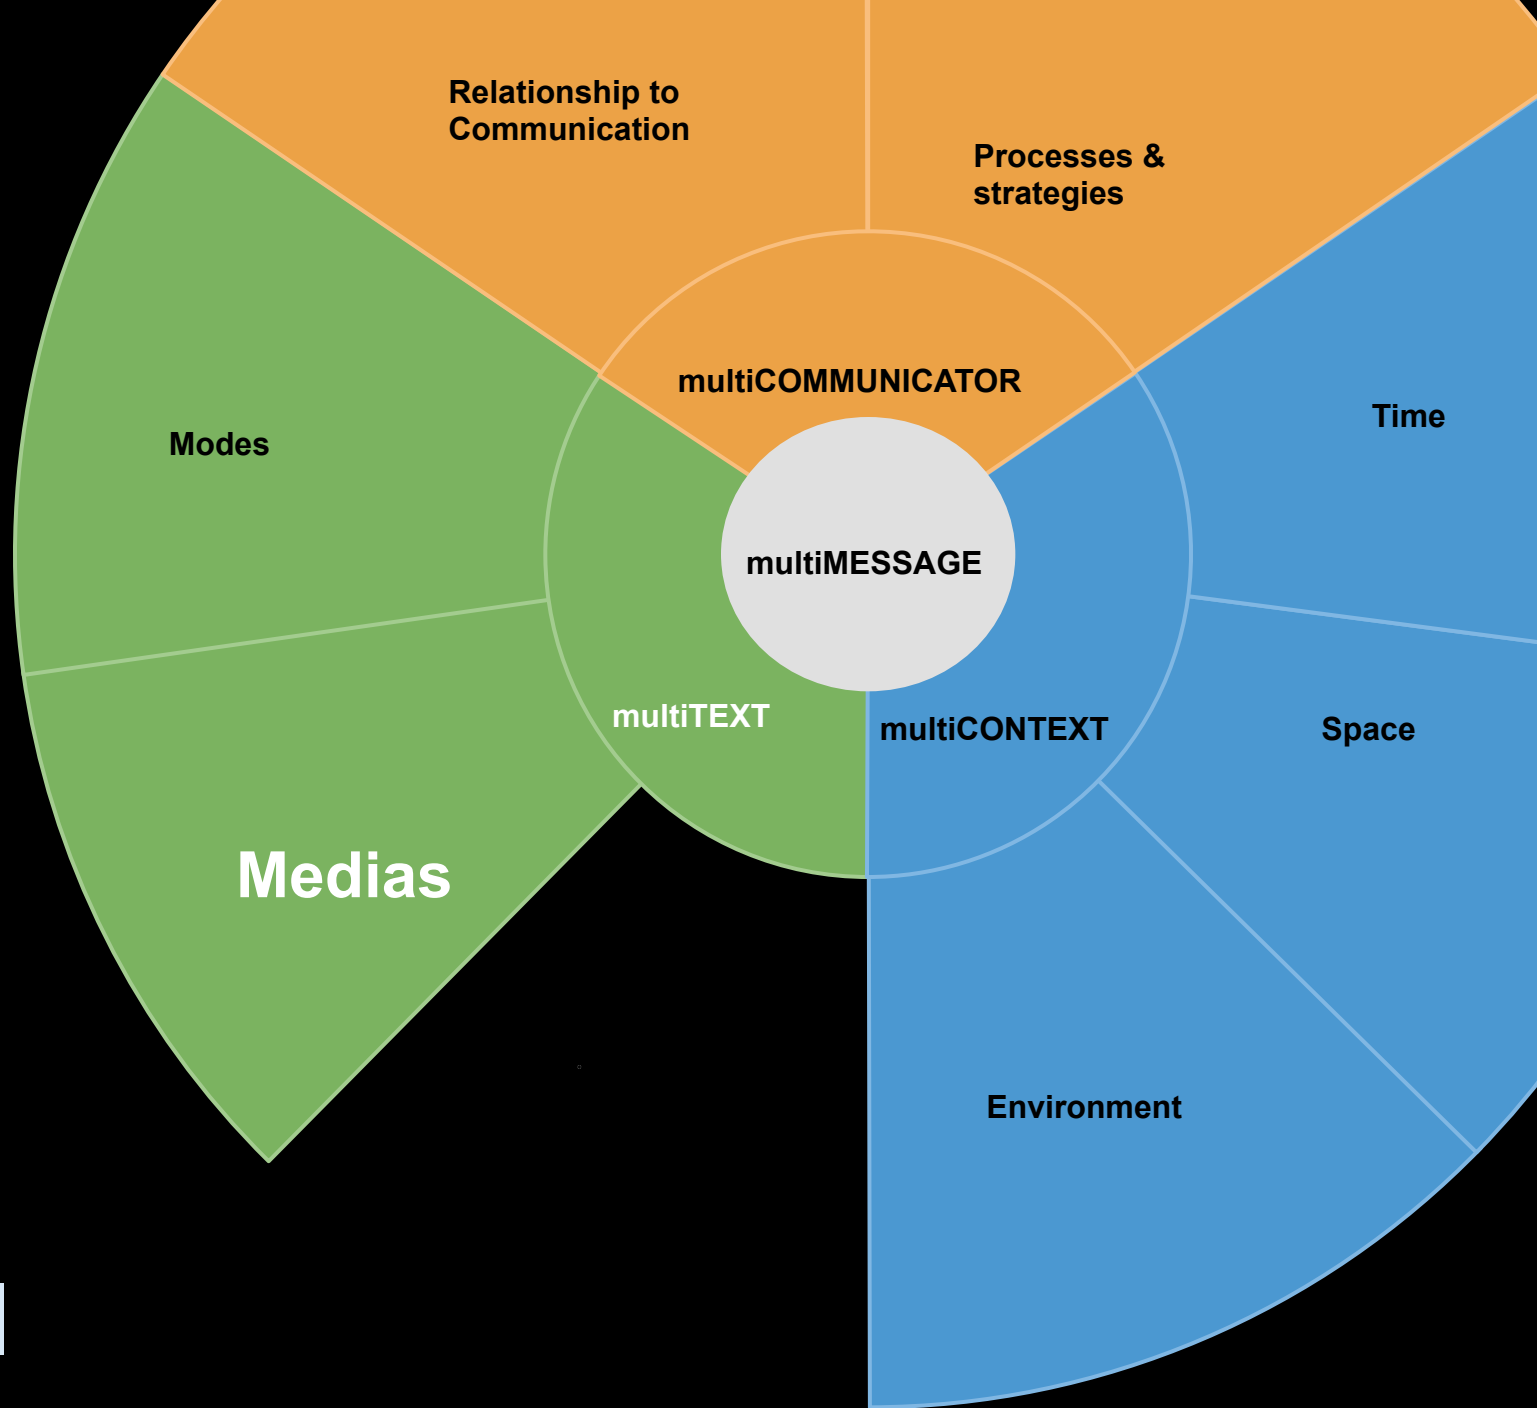 Relationship to
Communication
Processes &
strategies
multiCOMMUNICATOR
Time
Modes
multiMESSAGE
multiTEXT
multiCONTEXT
Space
Medias
Environment